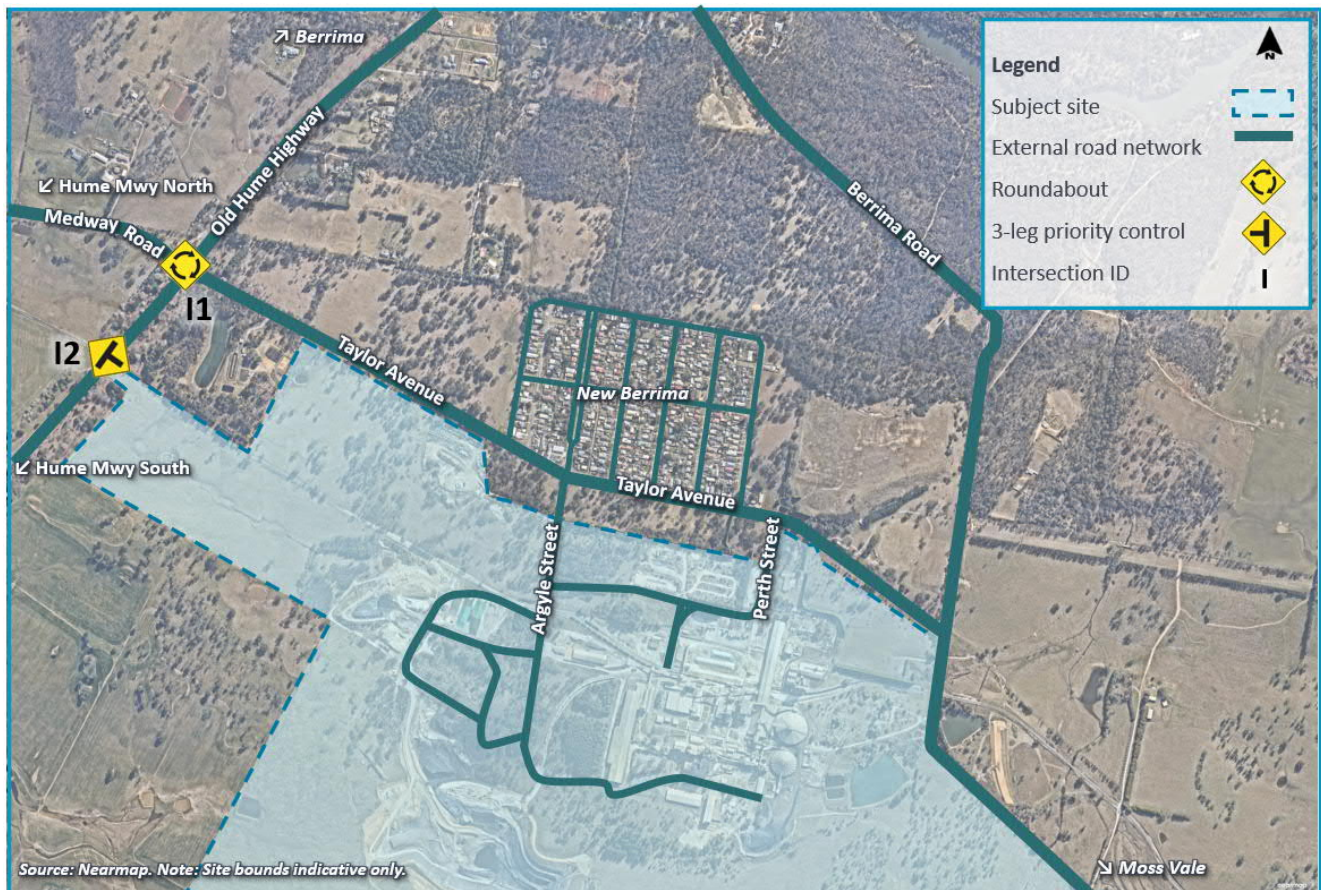 ↗ Berrima
Legend
N
Subject site
External road network
Roundabout
3-leg priority control
Intersection ID
I
↙ Hume Mwy North
Old Hume Highway
Medway Road
I1
I2
Berrima Road
Taylor Avenue
New Berrima
↙ Hume Mwy South
Taylor Avenue
Argyle Street
Perth Street
Source: Nearmap. Note: Site bounds indicative only.
↘ Moss Vale